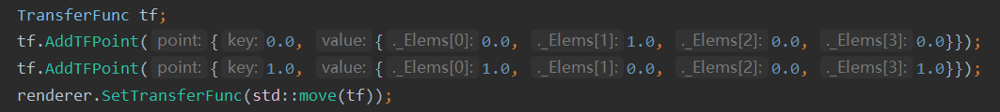 TransferFunc tf;
tf.AddTFPoint( point: { key: 0.0, value: { ._Elems[0]: 0.0, ._Elems[1]: 1.0, ._Elems[2]: 0.0, ._Elems[3]: 0.0}});
tf.AddTFPoint( point: { key: 1.0, value: { ._Elems[0]: 1.0, ._Elems[1]: 0.0, ._Elems[2]: 0.0, ._Elems[3]: 1.0}});
renderer.SetTransferFunc(std::move(tf));